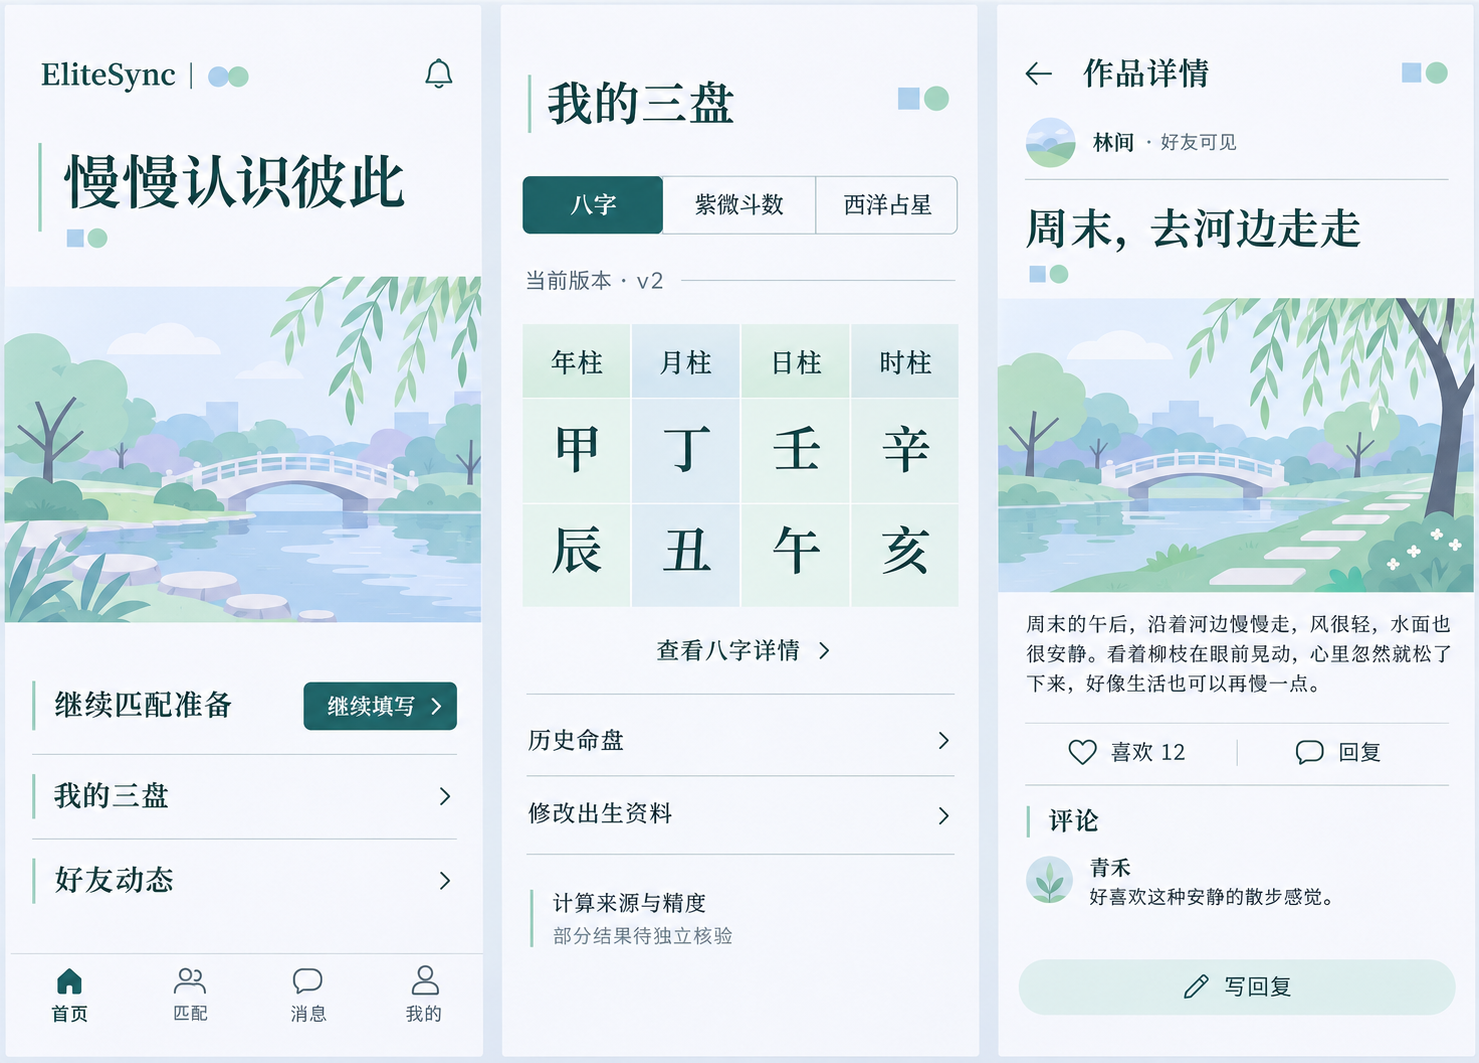 EliteSync
慢慢认识彼此
继续匹配准备
继续填写
我的三盘
好友动态
首页
匹配
消息
我的
我的三盘
八字
紫微斗数
西洋占星
当前版本 · v2
年柱 月柱 日柱 时柱
甲 丁 壬 辛
辰 丑 午 亥
查看八字详情
历史命盘
修改出生资料
计算来源与精度
部分结果待独立核验
作品详情
林间 · 好友可见
周末，去河边走走
周末的午后，沿着河边慢慢走，风很轻，水面也
很安静。看着柳枝在眼前晃动，心里忽然就松了
下来，好像生活也可以再慢一点。
喜欢 12
回复
评论
青禾
好喜欢这种安静的散步感觉。
写回复